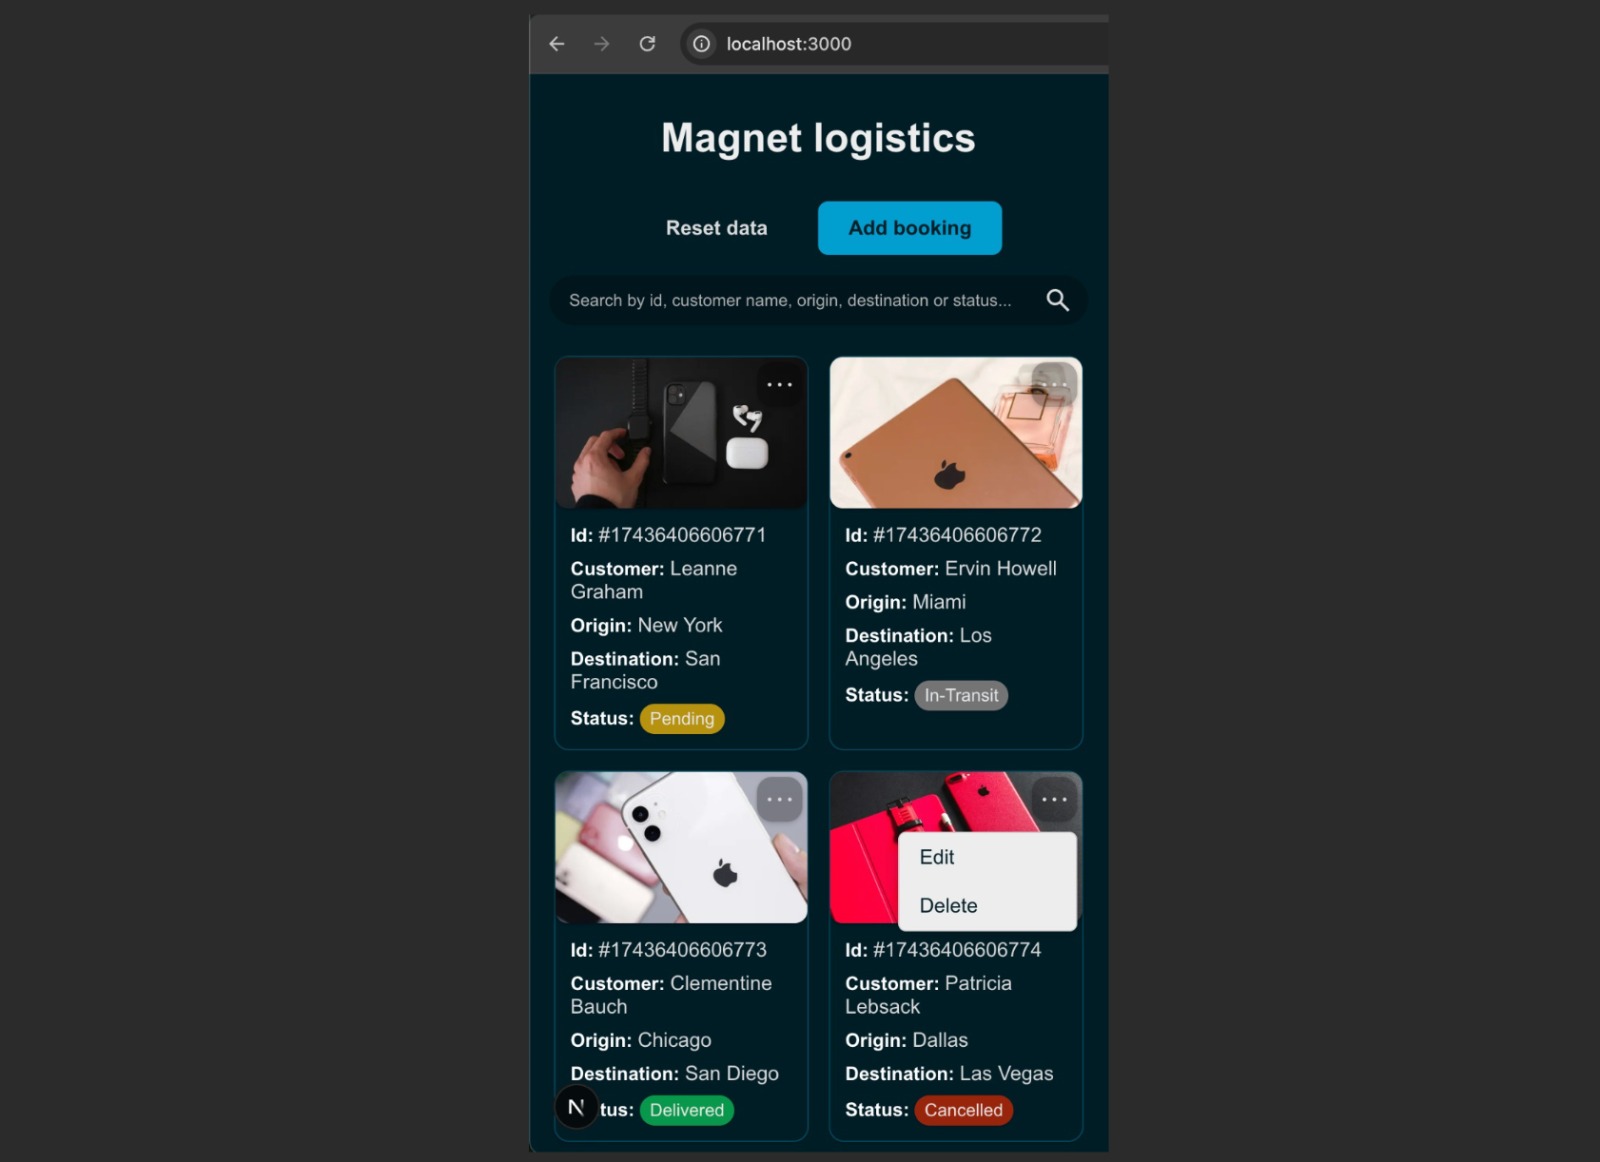 localhost:3000
Magnet logistics
Reset data
Add booking
Search by id, customer name, origin, destination or status...
Id: #17436406606771
Customer: Leanne
Graham
Origin: New York
Destination: San
Francisco
Status: Pending
Id: #17436406606772
Customer: Ervin Howell
Origin: Miami
Destination: Los
Angeles
Status: In-Transit
Id: #17436406606773
Customer: Clementine
Bauch
Origin: Chicago
Destination: San Diego
N
tus: Delivered
Edit
Delete
Id: #17436406606774
Customer: Patricia
Lebsack
Origin: Dallas
Destination: Las Vegas
Status: Cancelled